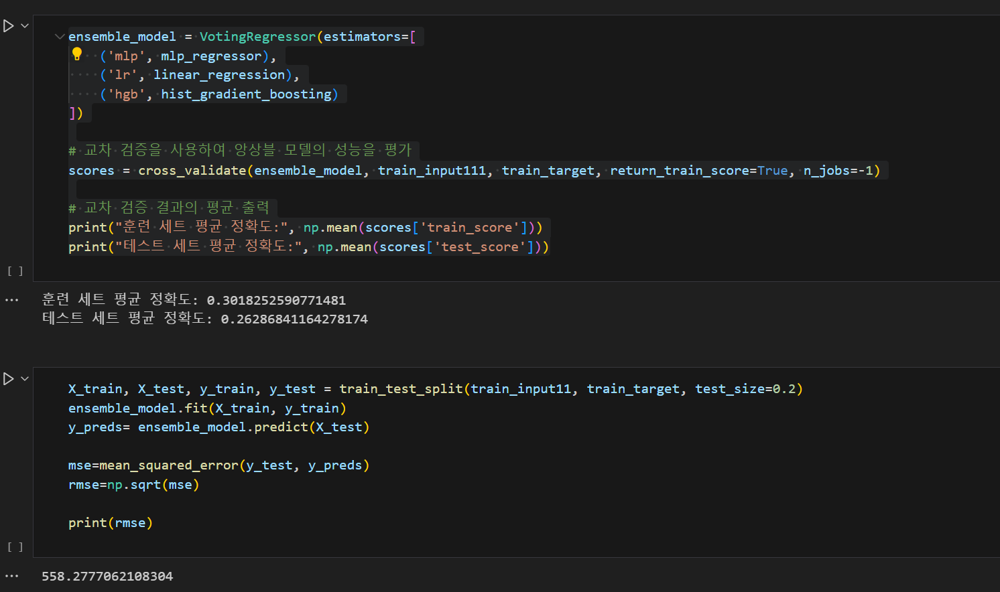 ensemble_model = VotingRegressor(estimators=[
('mlp', mlp_regressor),
('lr', linear_regression),
('hgb', hist_gradient_boosting)
])
# 교차 검증을 사용하여 앙상블 모델의 성능을 평가
scores = cross_validate(ensemble_model, train_input111, train_target, return_train_score=True, n_jobs=-1)
# 교차 검증 결과의 평균 출력
print("훈련 세트 평균 정확도:", np.mean(scores['train_score']))
print("테스트 세트 평균 정확도:", np.mean(scores['test_score']))
[ ]
훈련 세트 평균 정확도: 0.3018252590771481
테스트 세트 평균 정확도: 0.26286841164278174
X_train, X_test, y_train, y_test = train_test_split(train_input11, train_target, test_size=0.2)
ensemble_model.fit(X_train, y_train)
y_preds= ensemble_model.predict(X_test)
mse=mean_squared_error(y_test, y_preds)
rmse=np.sqrt(mse)
print(rmse)
[ ]
558.2777062108304